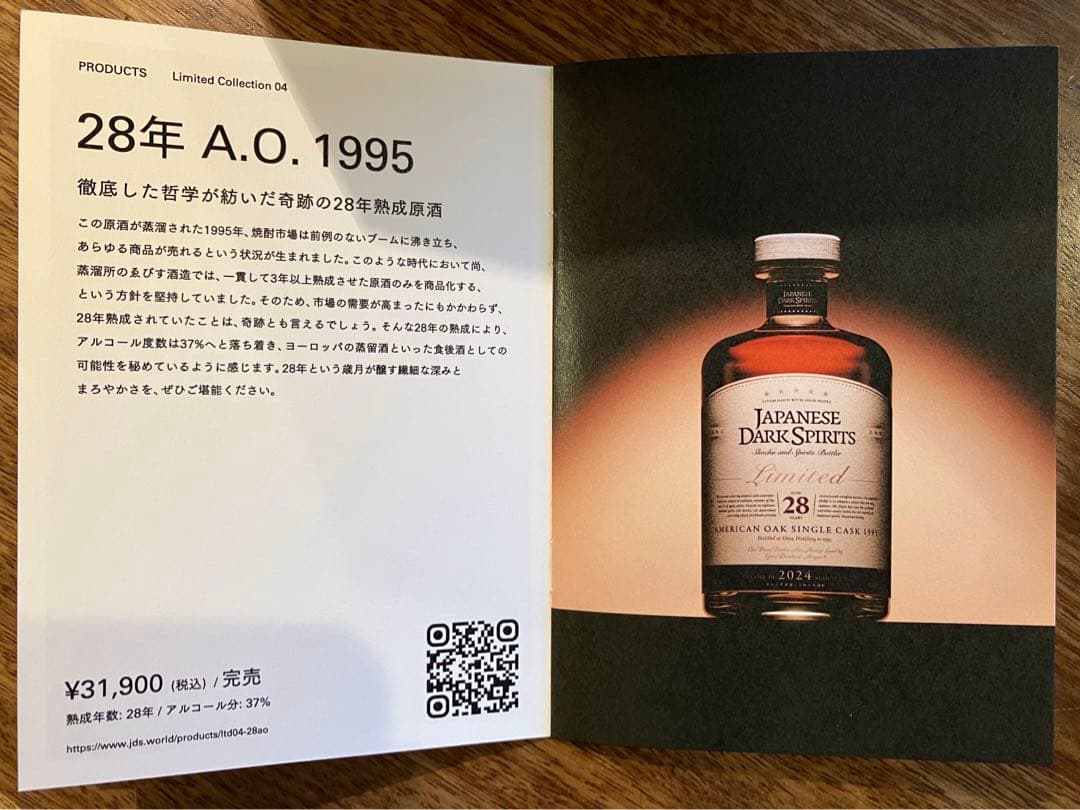 PRODUCTS Limited Collection 04
28年 A.O. 1995
徹底した哲学が紡いだ奇跡の28年熟成原酒
この原酒が蒸溜された1995年、焼酎市場は前例のないブームに沸き立ち、
あらゆる商品が売れるという状況が生まれました。このような時代において尚、
蒸溜所のゑびす酒造では、一貫して3年以上熟成させた原酒のみを商品化する、
という方針を堅持していました。そのため、市場の需要が高まったにもかかわらず、
28年熟成されていたことは、奇跡とも言えるでしょう。そんな28年の熟成により、
アルコール度数は37%へと落ち着き、ヨーロッパの蒸留酒といった食後酒としての
可能性を秘めているように感じます。28年という歳月が醸す繊細な深みと
まろやかさを、ぜひご堪能ください。
¥31,900 (税込) / 完売
熟成年数: 28年 / アルコール分: 37%
https://www.jds.world/products/ltd04-28ao
JAPANESE
DARK SPIRITS
JAPANESE
DARK SPIRITS
Shochu and Spirits Bottler
Limited
28
YEARS
AMERICAN OAK SINGLE CASK 1995
Distilled at Ebisu Distilling in 1995
2024